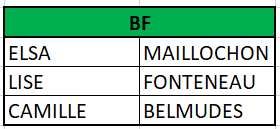 BF
ELSA MAILLOCHON
LISE FONTENEAU
CAMILLE BELMUDES